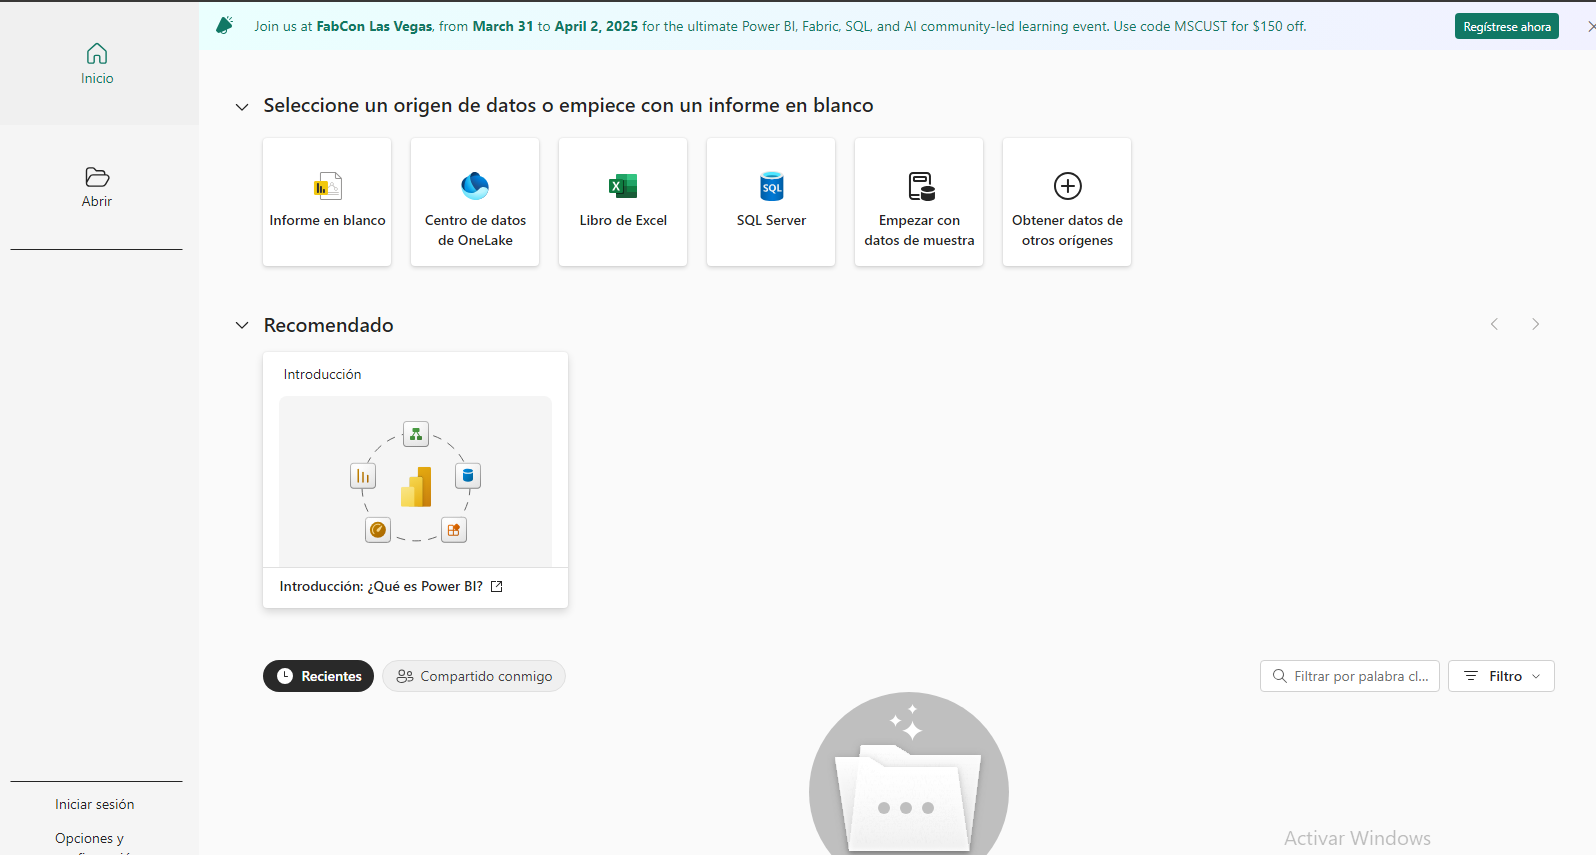 Join us at FabCon Las Vegas, from March 31 to April 2, 2025 for the ultimate Power BI, Fabric, SQL, and AI community-led learning event. Use code MSCUST for $150 off.
Regístrese ahora
Inicio
Abrir
Seleccione un origen de datos o empiece con un informe en blanco
Informe en blanco
Centro de datos
de OneLake
Libro de Excel
SQL
SQL Server
Empezar con
datos de muestra
Obtener datos de
otros orígenes
Recomendado
Introducción
Introducción: ¿Qué es Power BI?
Recientes
Compartido conmigo
Filtrar por palabra cl...
Filtro
Iniciar sesión
Opciones y
Activar Windows